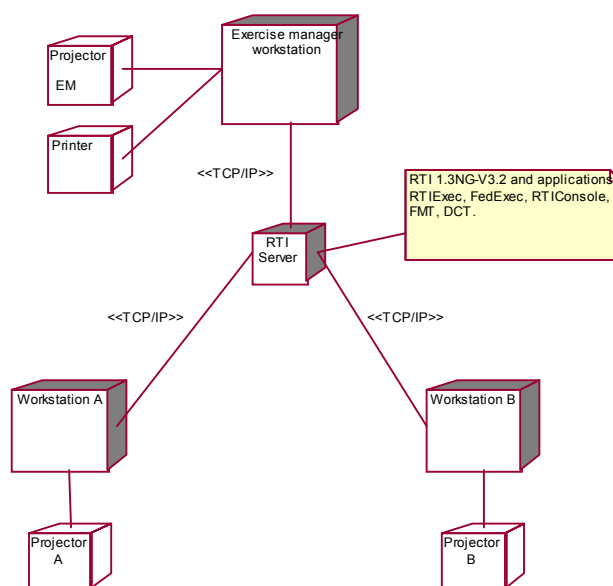 Exercise manager
workstation
Projector
EM
Printer
<<TCP/IP>>
RTI 1.3NG-V3.2 and applications
RTIExec, FedExec, RTIConsole,
FMT, DCT.
RTI
Server
<<TCP/IP>>
<<TCP/IP>>
Workstation A
Workstation B
Projector
A
Projector
B